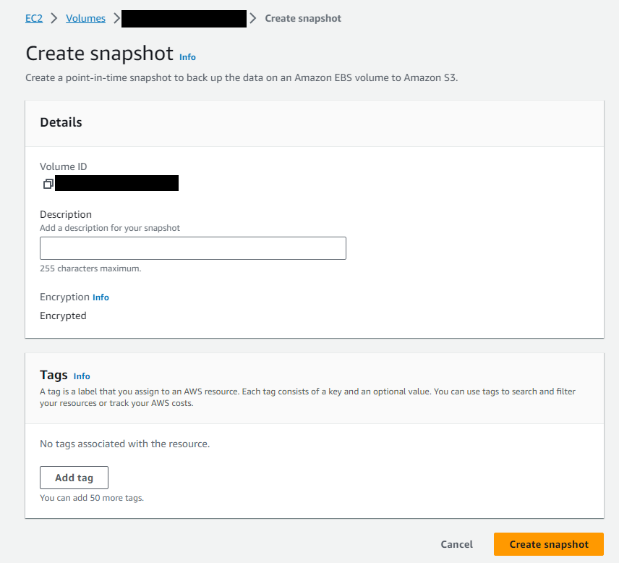 EC2 > Volumes > > Create snapshot
Create snapshot Info
Create a point-in-time snapshot to back up the data on an Amazon EBS volume to Amazon S3.
Details
Volume ID
Description
Add a description for your snapshot
255 characters maximum.
Encryption Info
Encrypted
Tags Info
A tag is a label that you assign to an AWS resource. Each tag consists of a key and an optional value. You can use tags to search and filter
your resources or track your AWS costs.
No tags associated with the resource.
Add tag
You can add 50 more tags.
Cancel Create snapshot